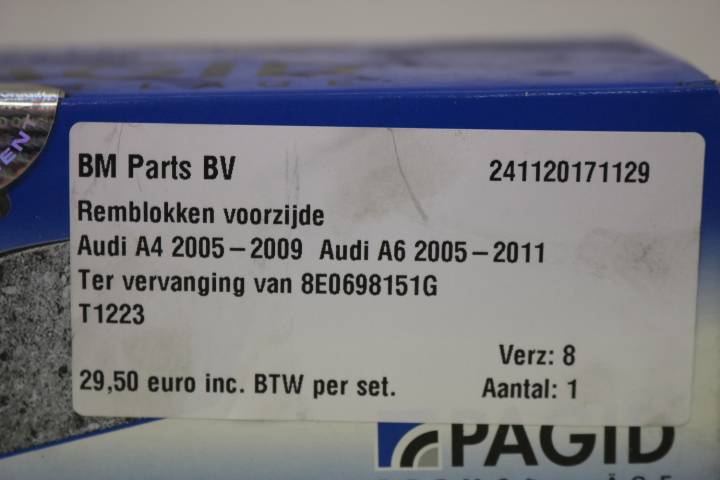 ENT
BM Parts BV 241120171129
Remblokken voorzijde
Audi A4 2005-2009 Audi A6 2005-2011
Ter vervanging van 8E0698151G
T1223
Verz: 8
29,50 euro inc. BTW per set. Aantal: 1
PAGID